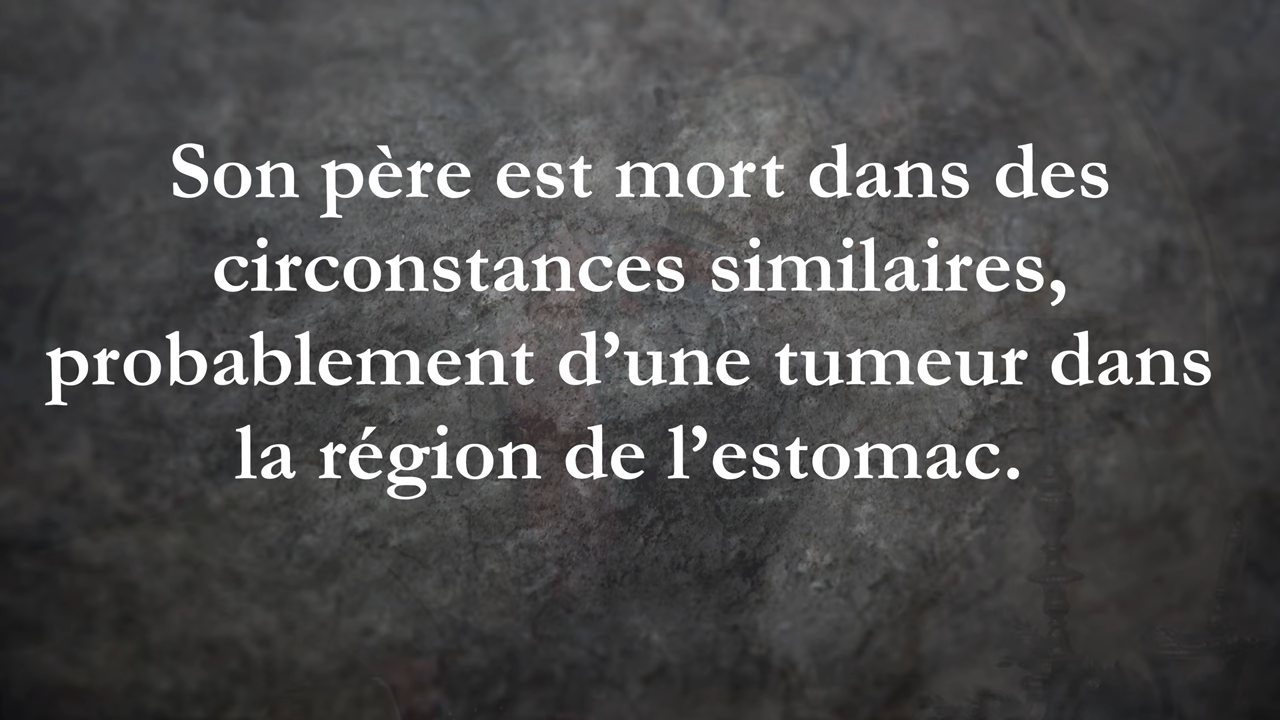 Son père est mort dans des
circonstances similaires,
probablement d’une tumeur dans
la région de l’estomac.